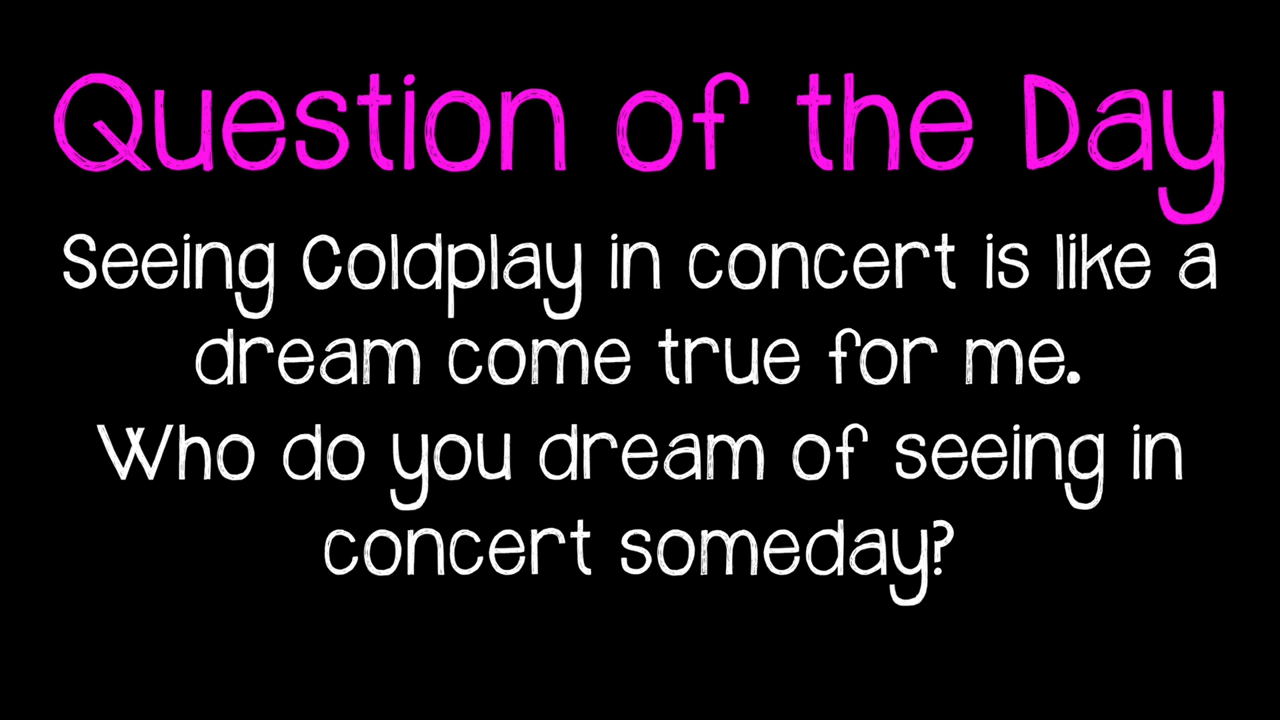 Question of the Day
Seeing Coldplay in concert is like a
dream come true for me.
Who do you dream of seeing in
concert someday?